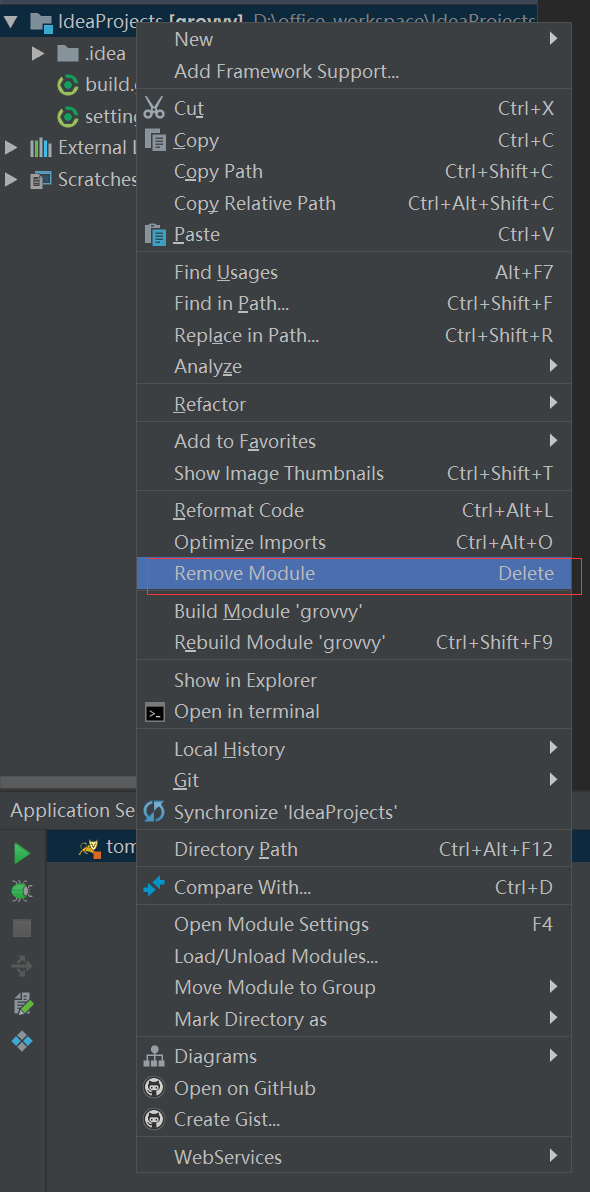 IdeaProjects [grovvy] D:\office_workspace\IdeaProjects
New
.idea
Add Framework Support...
build.
Cut Ctrl+X
setting
Copy Ctrl+C
External
Copy Path Ctrl+Shift+C
Scratches
Copy Relative Path Ctrl+Alt+Shift+C
Paste Ctrl+V
Find Usages Alt+F7
Find in Path... Ctrl+Shift+F
Replace in Path... Ctrl+Shift+R
Analyze
Refactor
Add to Favorites
Show Image Thumbnails Ctrl+Shift+T
Reformat Code Ctrl+Alt+L
Optimize Imports Ctrl+Alt+O
Remove Module Delete
Build Module 'grovvy'
Rebuild Module 'grovvy' Ctrl+Shift+F9
Show in Explorer
Open in terminal
Local History
Git
Application Se
Synchronize 'IdeaProjects'
tom
Directory Path Ctrl+Alt+F12
Compare With... Ctrl+D
Open Module Settings F4
Load/Unload Modules...
Move Module to Group
Mark Directory as
Diagrams
Open on GitHub
Create Gist...
WebServices